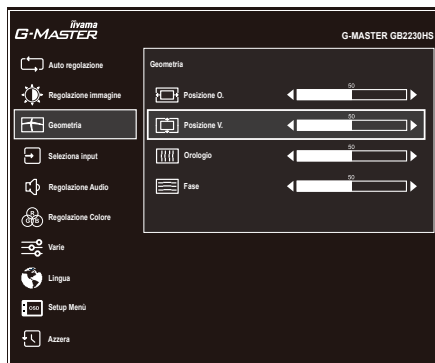 iiyama
G-MASTER
G-MASTER GB2230HS
Auto regolazione
Regolazione immagine
Geometria
Seleziona input
Regolazione Audio
Regolazione Colore
Varie
Lingua
OSD
Setup Menù
Azzera
Geometria
Posizione O.
50
Posizione V.
50
Orologio
50
Fase
50